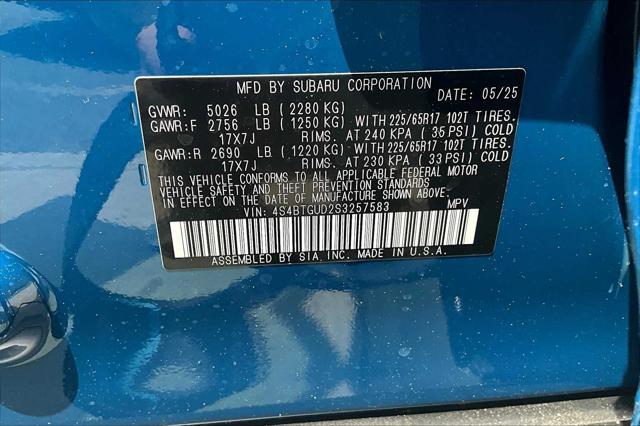 MFD BY SUBARU CORPORATION DATE: 05/25
GVWR: 5026 LB ( 2280 KG)
GAWR:F 2756 LB ( 1250 KG) WITH 225/65R17 102T TIRES.
17X7J RIMS. AT 240 KPA ( 35 PSI) COLD
GAWR:R 2690 LB ( 1220 KG) WITH 225/65R17 102T TIRES.
17X7J RIMS. AT 230 KPA ( 33 PSI) COLD
THIS VEHICLE CONFORMS TO ALL APPLICABLE FEDERAL MOTOR
VEHICLE SAFETY AND THEFT PREVENTION STANDARDS
IN EFFECT ON THE DATE OF MANUFACTURE SHOWN ABOVE.
VIN: 4S4BTGUD2S3257583 MPV
ASSEMBLED BY SIA,INC. MADE IN U.S.A.